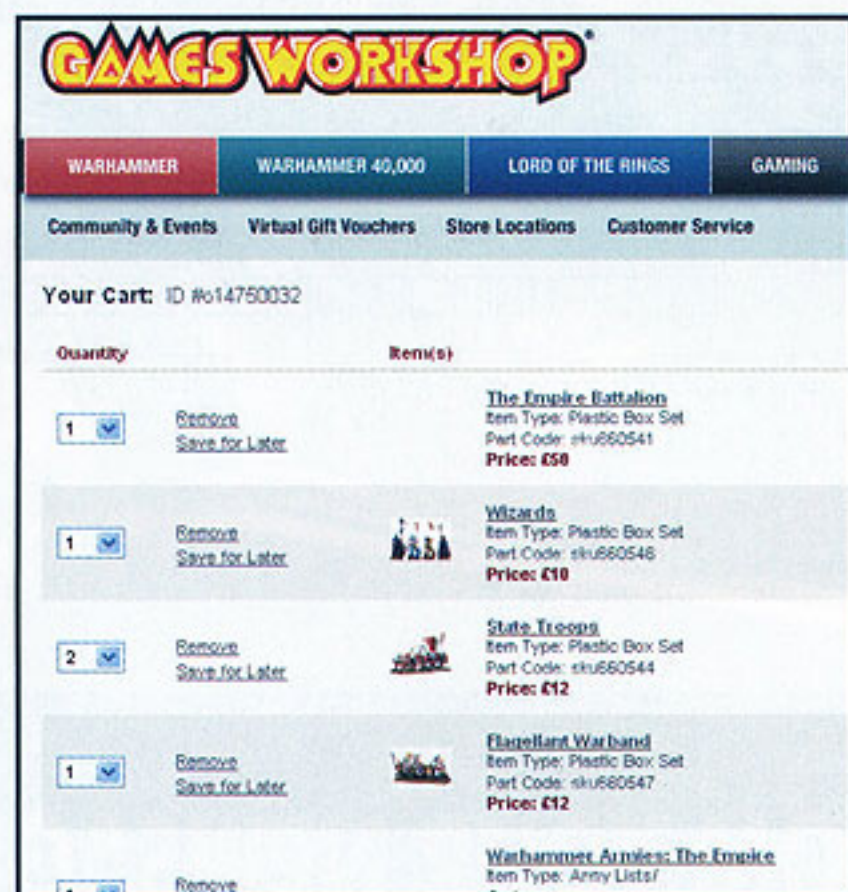 GAMES WORKSHOP
WARHAMMER WARHAMMER 40,000 LORD OF THE RINGS GAMING
Community & Events Virtual Gift Vouchers Store Locations Customer Service
Your Cart: ID #o14750032
Quantity Item(s)
The Empire Battalion
1 Remove Item Type: Plastic Box Set
Save for Later Part Code: sku660541
Price: £50
Wizards
1 Remove Item Type: Plastic Box Set
Save for Later Part Code: sku660546
Price: £10
State Troops
2 Remove Item Type: Plastic Box Set
Save for Later Part Code: sku660544
Price: £12
Flagellant Warband
1 Remove Item Type: Plastic Box Set
Save for Later Part Code: sku660547
Price: £12
Warhammer Armies: The Empire
1 Remove Item Type: Army Lists/